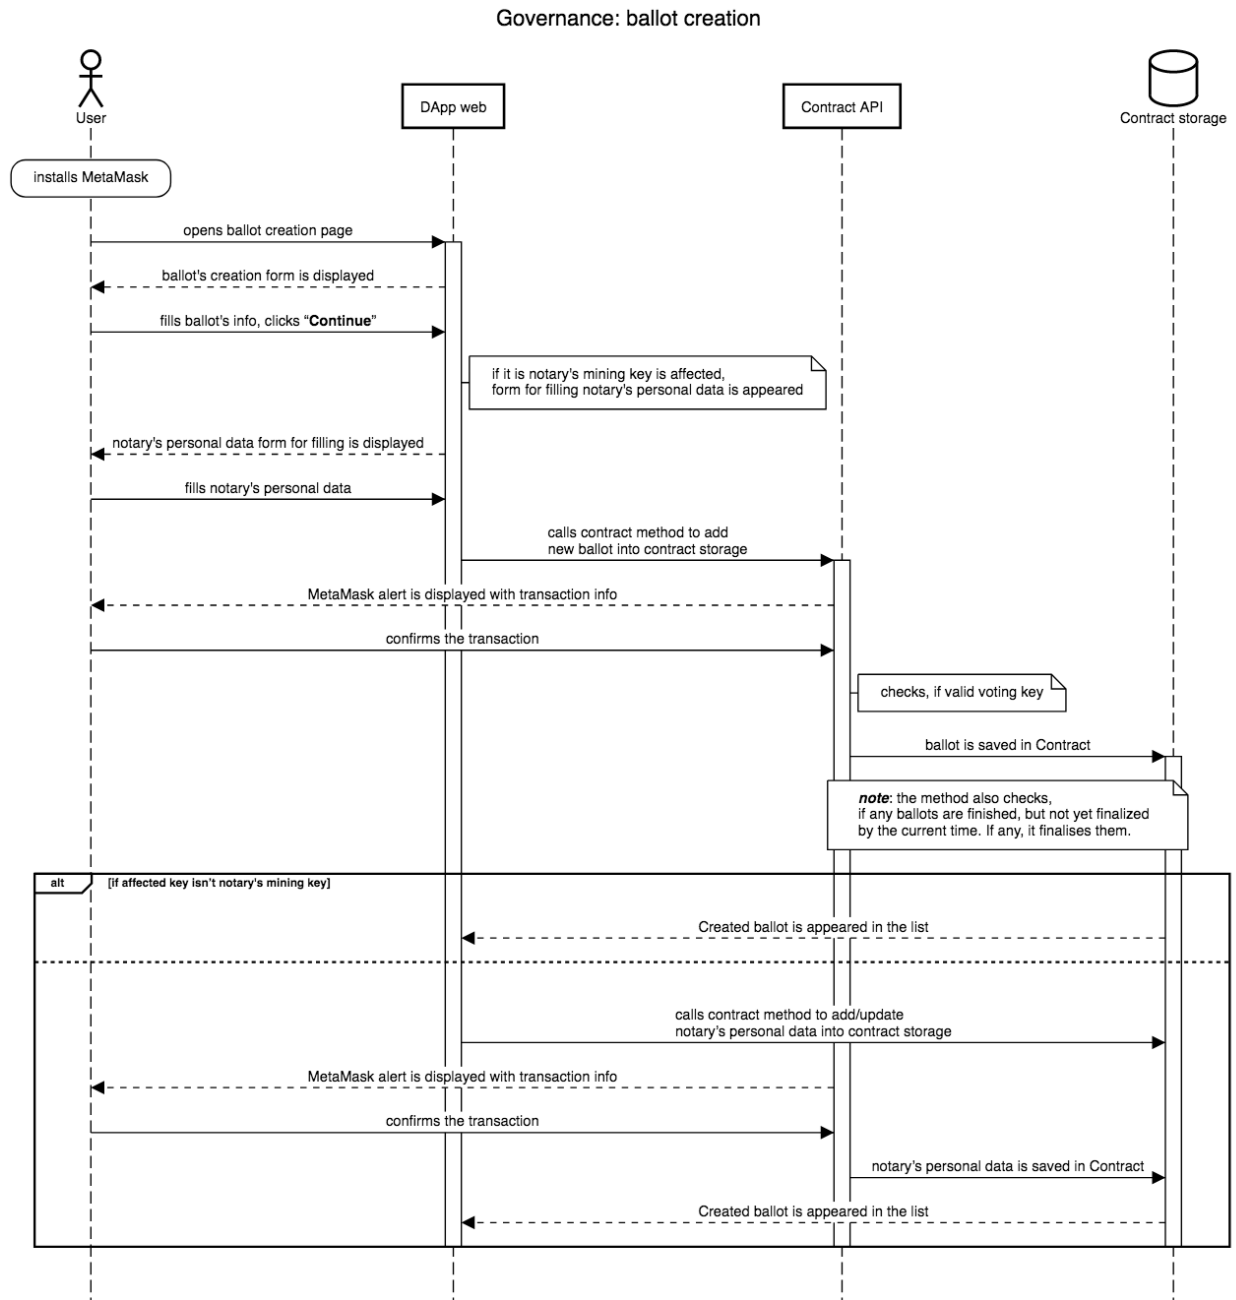 Governance: ballot creation
User
DApp web
Contract API
Contract storage
installs MetaMask
opens ballot creation page
ballot's creation form is displayed
fills ballot's info, clicks “Continue”
if it is notary's mining key is affected,
form for filling notary's personal data is appeared
notary's personal data form for filling is displayed
fills notary's personal data
calls contract method to add
new ballot into contract storage
MetaMask alert is displayed with transaction info
confirms the transaction
checks, if valid voting key
ballot is saved in Contract
note: the method also checks,
if any ballots are finished, but not yet finalized
by the current time. If any, it finalises them.
alt
[if affected key isn't notary's mining key]
Created ballot is appeared in the list
calls contract method to add/update
notary's personal data into contract storage
MetaMask alert is displayed with transaction info
confirms the transaction
notary's personal data is saved in Contract
Created ballot is appeared in the list